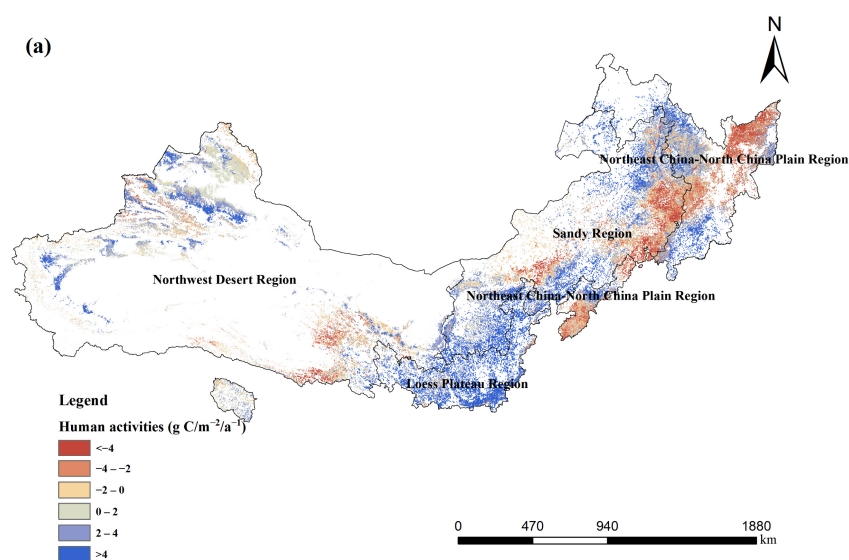 (a)
N
Northeast China-North China Plain Region
Sandy Region
Northwest Desert Region
Northeast China-North China Plain Region
Loess Plateau Region
Legend
Human activities (g C/m⁻²/a⁻¹)
<−4
−4 – −2
−2 – 0
0 – 2
2 – 4
>4
0 470 940 1880
km